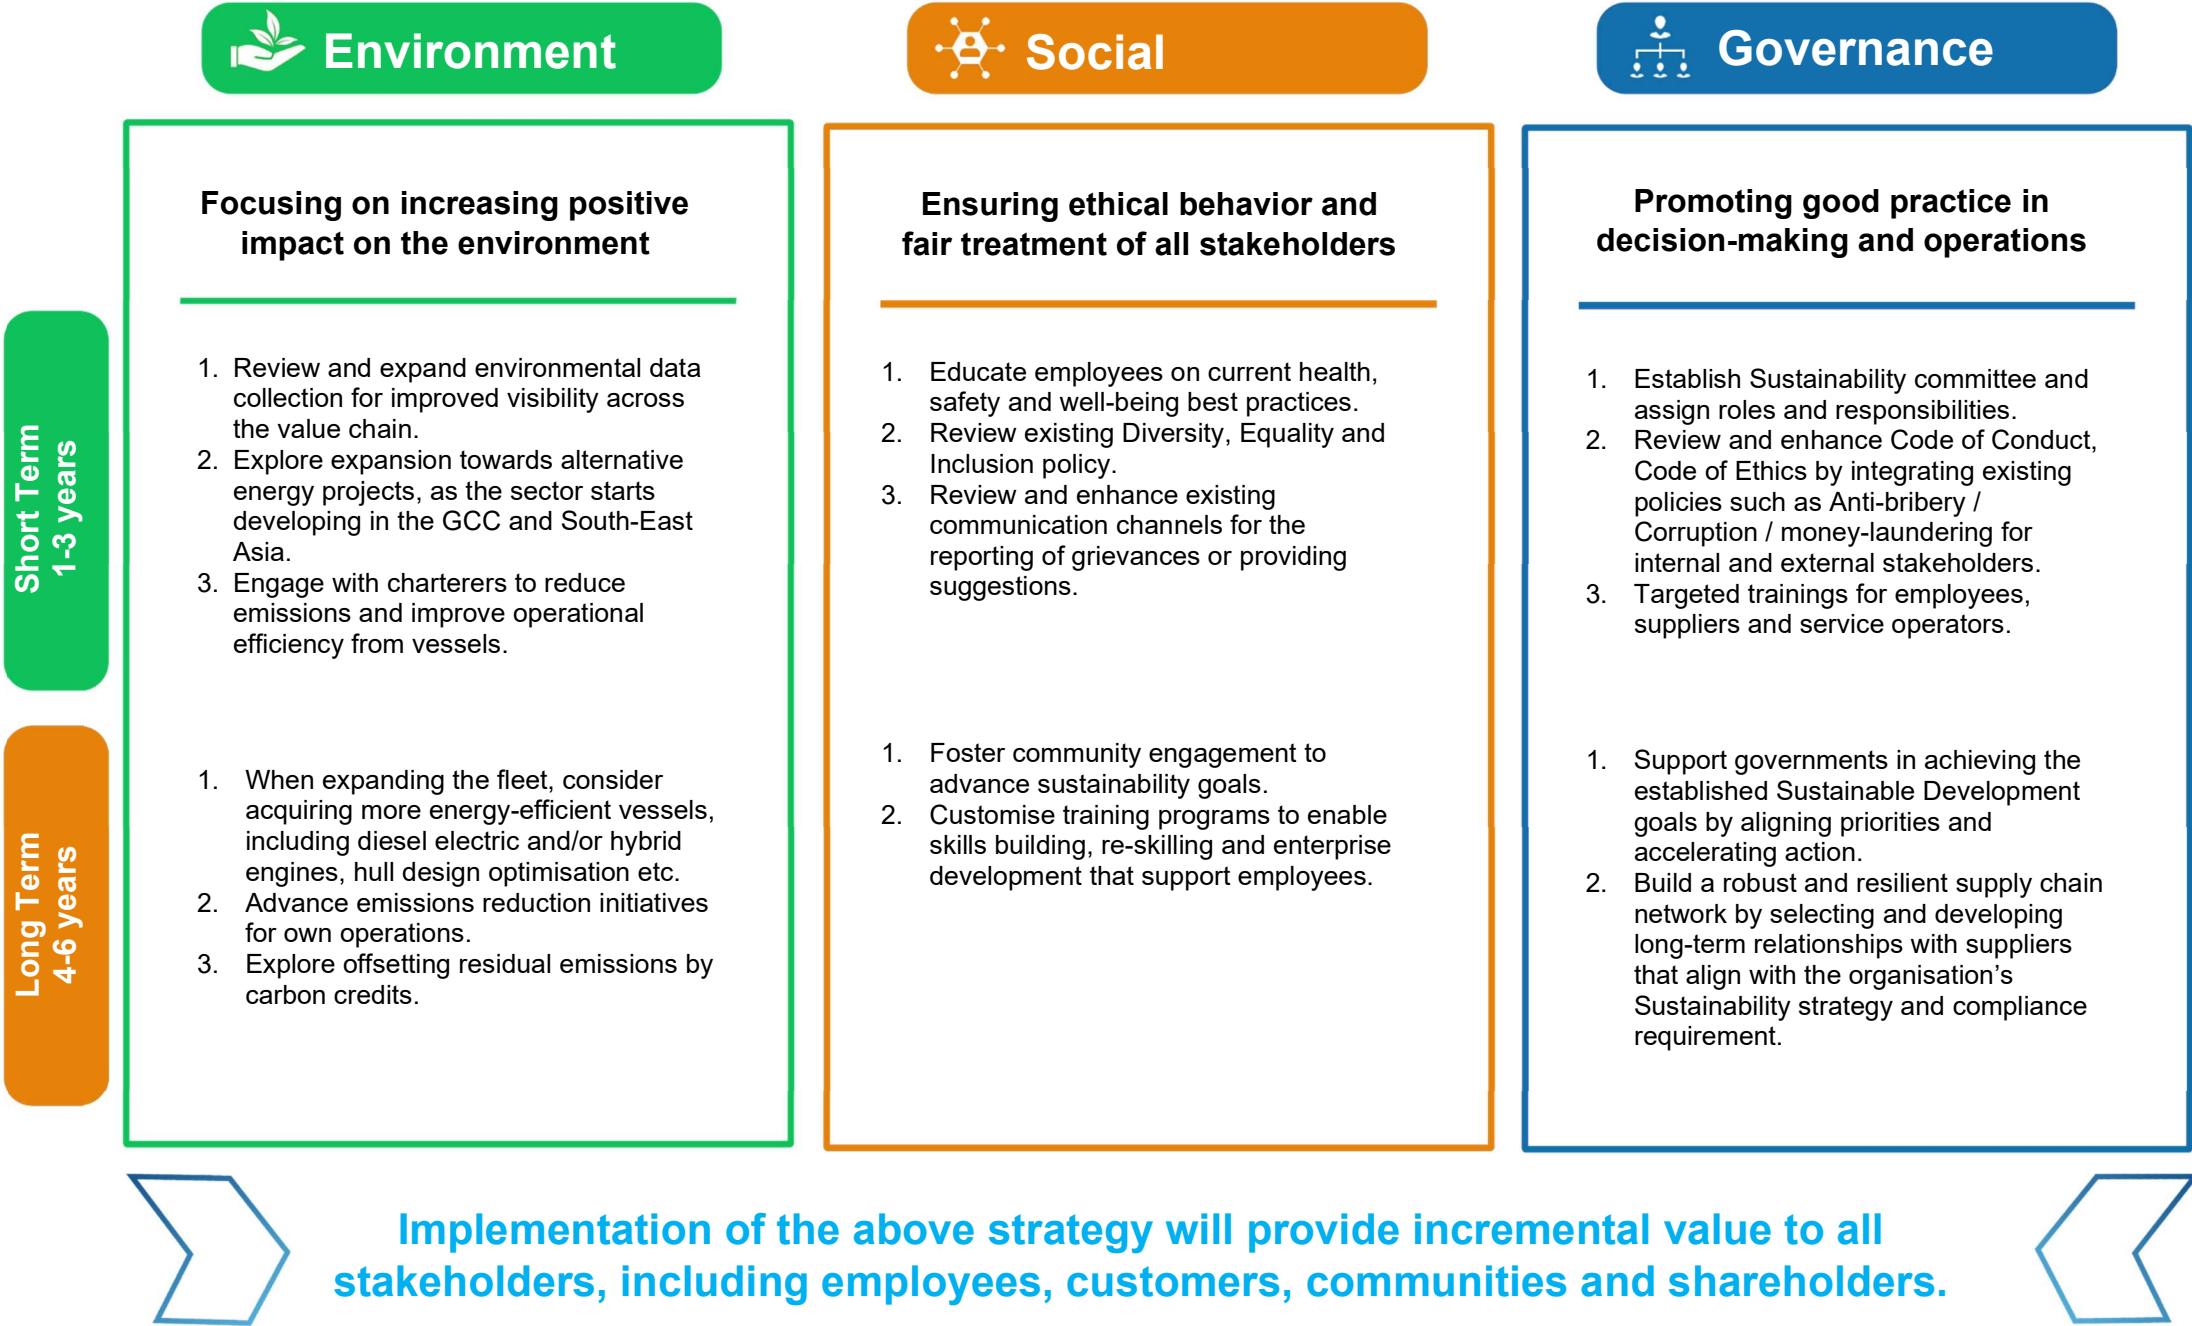 Environment
Social
Governance
Focusing on increasing positive
impact on the environment
Ensuring ethical behavior and
fair treatment of all stakeholders
Promoting good practice in
decision-making and operations
Short Term
1-3 years
1. Review and expand environmental data
collection for improved visibility across
the value chain.
2. Explore expansion towards alternative
energy projects, as the sector starts
developing in the GCC and South-East
Asia.
3. Engage with charterers to reduce
emissions and improve operational
efficiency from vessels.
1. Educate employees on current health,
safety and well-being best practices.
2. Review existing Diversity, Equality and
Inclusion policy.
3. Review and enhance existing
communication channels for the
reporting of grievances or providing
suggestions.
1. Establish Sustainability committee and
assign roles and responsibilities.
2. Review and enhance Code of Conduct,
Code of Ethics by integrating existing
policies such as Anti-bribery /
Corruption / money-laundering for
internal and external stakeholders.
3. Targeted trainings for employees,
suppliers and service operators.
Long Term
4-6 years
1. When expanding the fleet, consider
acquiring more energy-efficient vessels,
including diesel electric and/or hybrid
engines, hull design optimisation etc.
2. Advance emissions reduction initiatives
for own operations.
3. Explore offsetting residual emissions by
carbon credits.
1. Foster community engagement to
advance sustainability goals.
2. Customise training programs to enable
skills building, re-skilling and enterprise
development that support employees.
1. Support governments in achieving the
established Sustainable Development
goals by aligning priorities and
accelerating action.
2. Build a robust and resilient supply chain
network by selecting and developing
long-term relationships with suppliers
that align with the organisation’s
Sustainability strategy and compliance
requirement.
Implementation of the above strategy will provide incremental value to all
stakeholders, including employees, customers, communities and shareholders.